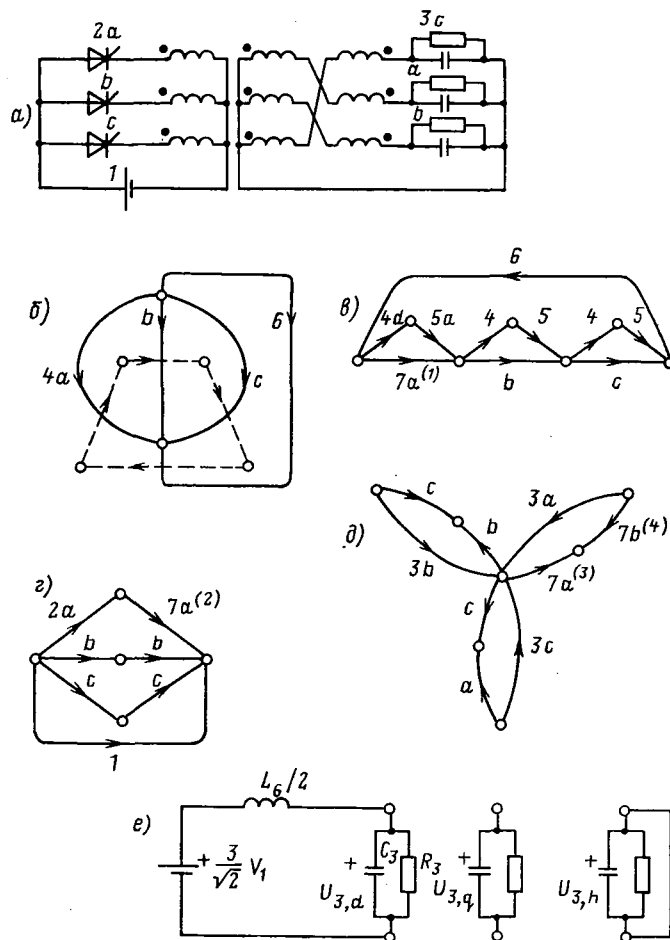 2a 3c
a
b
а) b
c
1
б) b 6
4a c
6
в) 4d 5a 4 5 4 5
7a⁽¹⁾ b c
г) 2a 7a⁽²⁾
b b
c c
1
д) c 3a
b 7b⁽⁴⁾
3b 7a⁽³⁾
c 3c
a
е) L₆/2
+ 3/√2 V₁ + C₃ R₃ + +
U₃,d U₃,q U₃,h